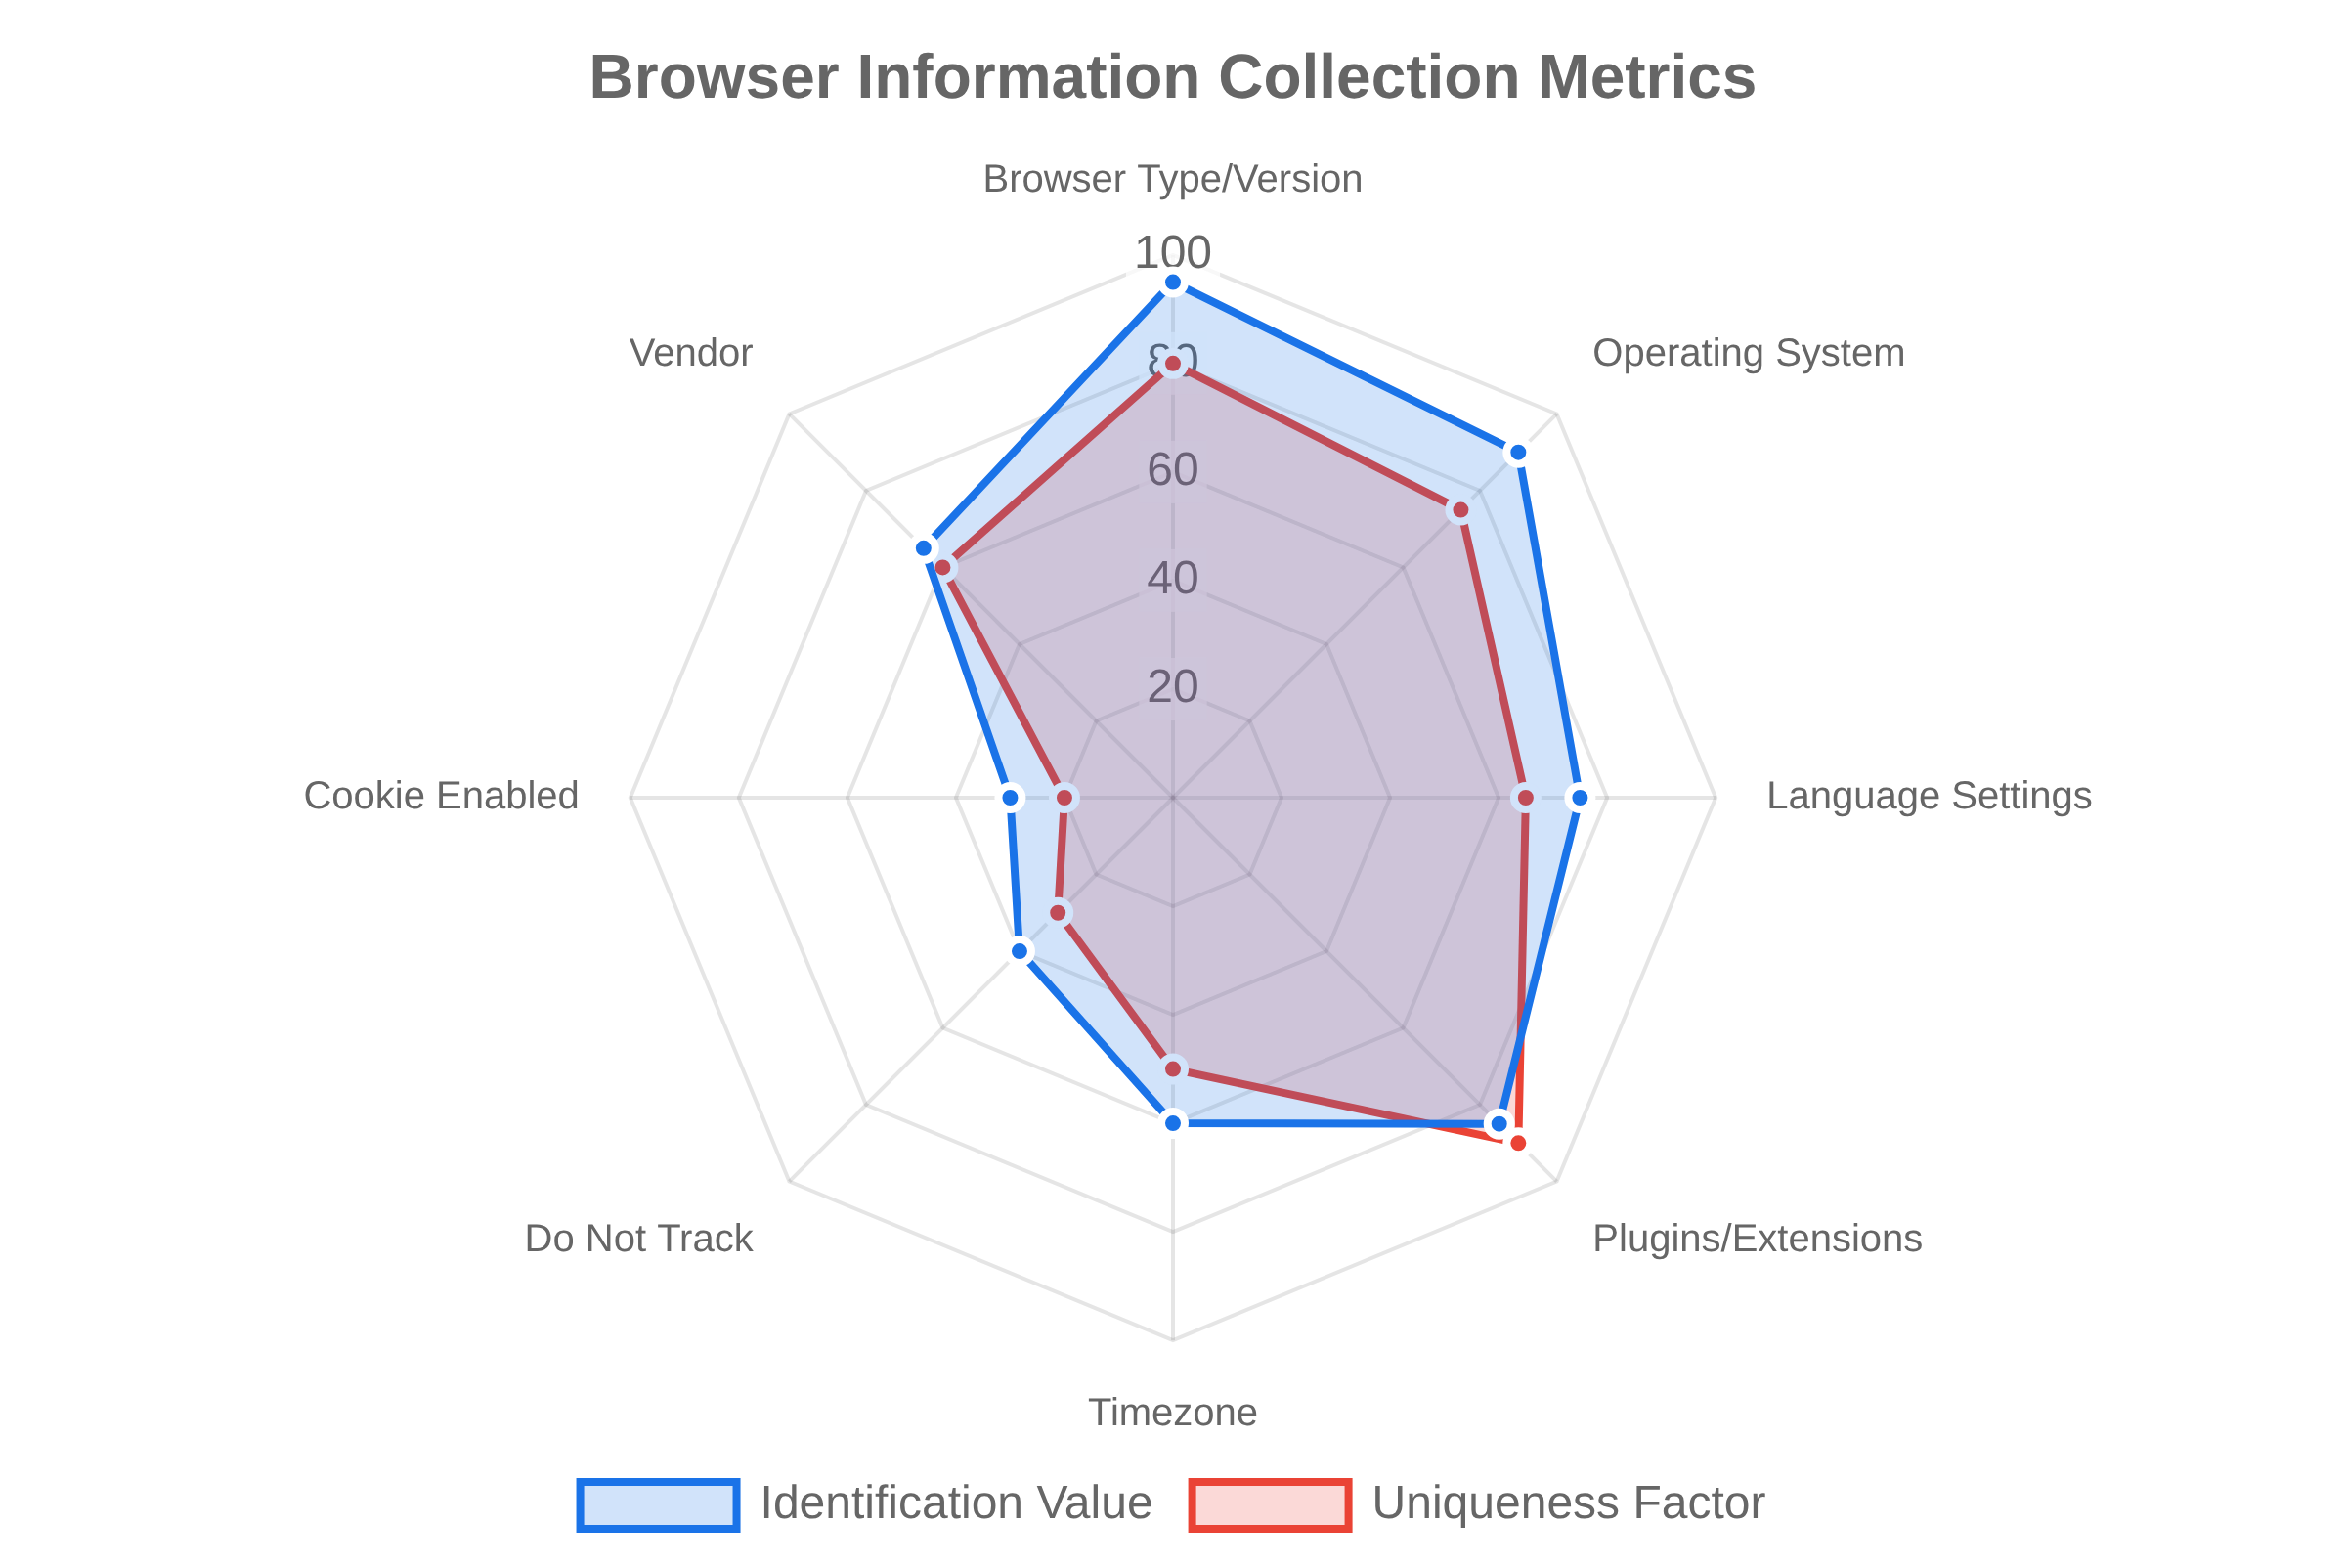 Browser Information Collection Metrics
Browser Type/Version
100
Vendor
Operating System
80
60
40
20
Cookie Enabled
Language Settings
Do Not Track
Plugins/Extensions
Timezone
Identification Value
Uniqueness Factor